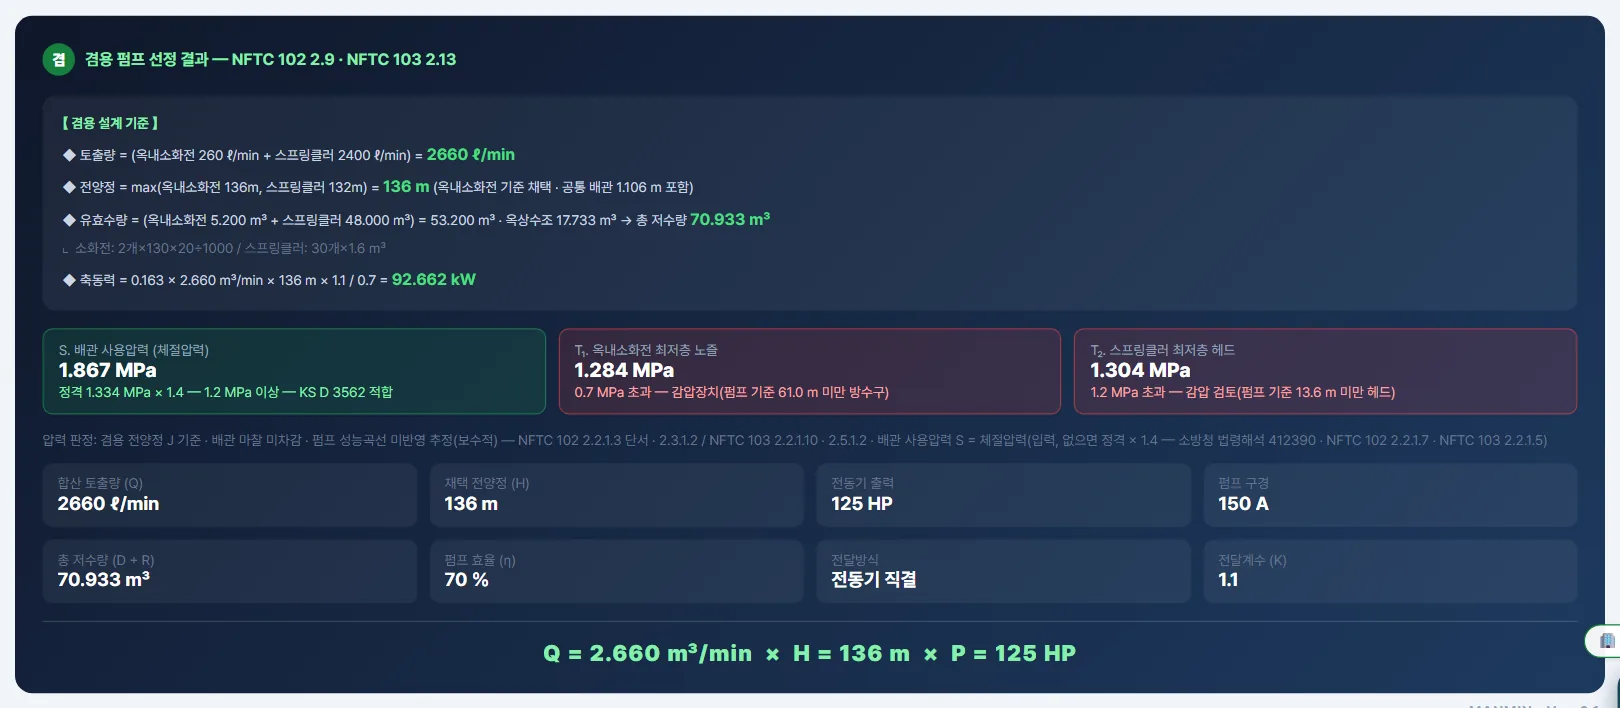 겸 겸용 펌프 선정 결과 — NFTC 102 2.9 · NFTC 103 2.13
【 겸용 설계 기준 】
◆ 토출량 = (옥내소화전 260 ℓ/min + 스프링클러 2400 ℓ/min) = 2660 ℓ/min
◆ 전양정 = max(옥내소화전 136m, 스프링클러 132m) = 136 m (옥내소화전 기준 채택 · 공통 배관 1.106 m 포함)
◆ 유효수량 = (옥내소화전 5.200 m³ + 스프링클러 48.000 m³) = 53.200 m³ · 옥상수조 17.733 m³ → 총 저수량 70.933 m³
ㄴ 소화전: 2개×130×20÷1000 / 스프링클러: 30개×1.6 m³
◆ 축동력 = 0.163 × 2.660 m³/min × 136 m × 1.1 / 0.7 = 92.662 kW
S. 배관 사용압력 (체절압력)
1.867 MPa
정격 1.334 MPa × 1.4 — 1.2 MPa 이상 — KS D 3562 적합
T₁. 옥내소화전 최저층 노즐
1.284 MPa
0.7 MPa 초과 — 감압장치(펌프 기준 61.0 m 미만 방수구)
T₂. 스프링클러 최저층 헤드
1.304 MPa
1.2 MPa 초과 — 감압 검토(펌프 기준 13.6 m 미만 헤드)
압력 판정: 겸용 전양정 J 기준 · 배관 마찰 미차감 · 펌프 성능곡선 미반영 추정(보수적) — NFTC 102 2.2.1.3 단서 · 2.3.1.2 / NFTC 103 2.2.1.10 · 2.5.1.2 · 배관 사용압력 S = 체절압력(입력, 없으면 정격 × 1.4 — 소방청 법령해석 412390 · NFTC 102 2.2.1.7 · NFTC 103 2.2.1.5)
합산 토출량 (Q)
2660 ℓ/min
채택 전양정 (H)
136 m
전동기 출력
125 HP
펌프 구경
150 A
총 저수량 (D + R)
70.933 m³
펌프 효율 (η)
70 %
전달방식
전동기 직결
전달계수 (K)
1.1
Q = 2.660 m³/min × H = 136 m × P = 125 HP